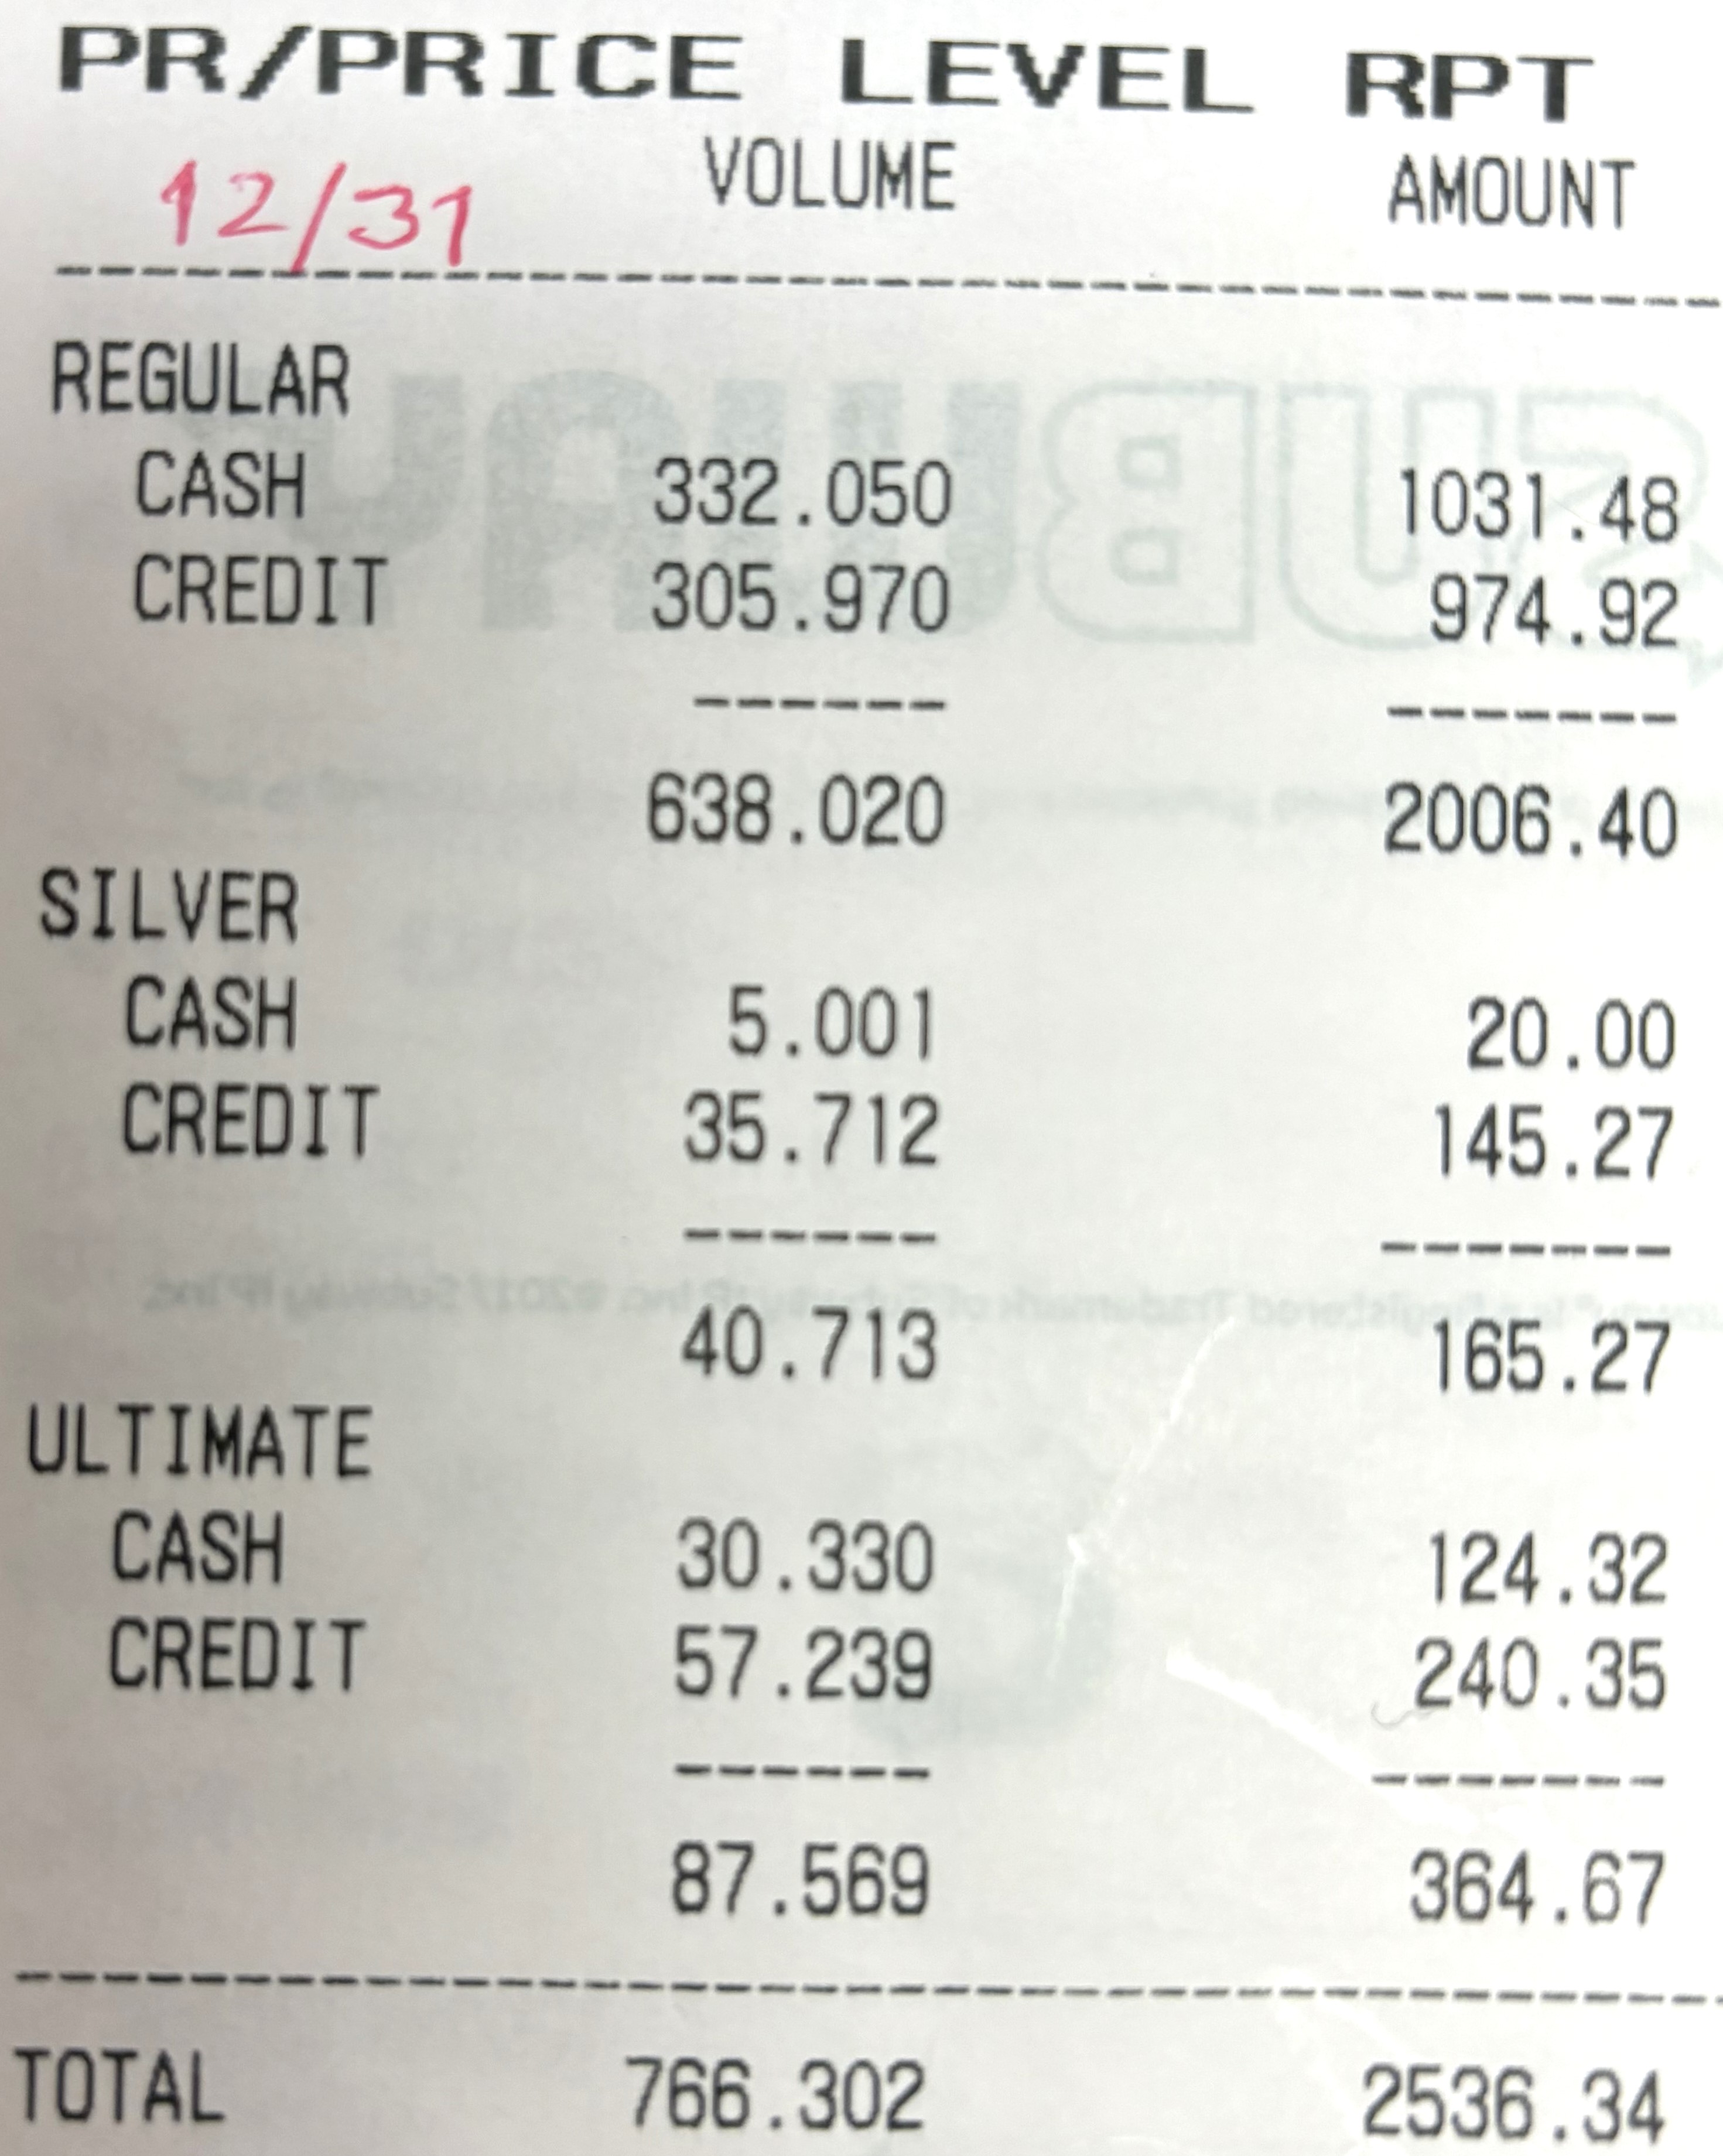 PR/PRICE LEVEL RPT
VOLUME AMOUNT
12/31
REGULAR
CASH 332.050 1031.48
CREDIT 305.970 974.92
------ -------
638.020 2006.40
SILVER
CASH 5.001 20.00
CREDIT 35.712 145.27
------ -------
40.713 165.27
ULTIMATE
CASH 30.330 124.32
CREDIT 57.239 240.35
------ -------
87.569 364.67
TOTAL 766.302 2536.34